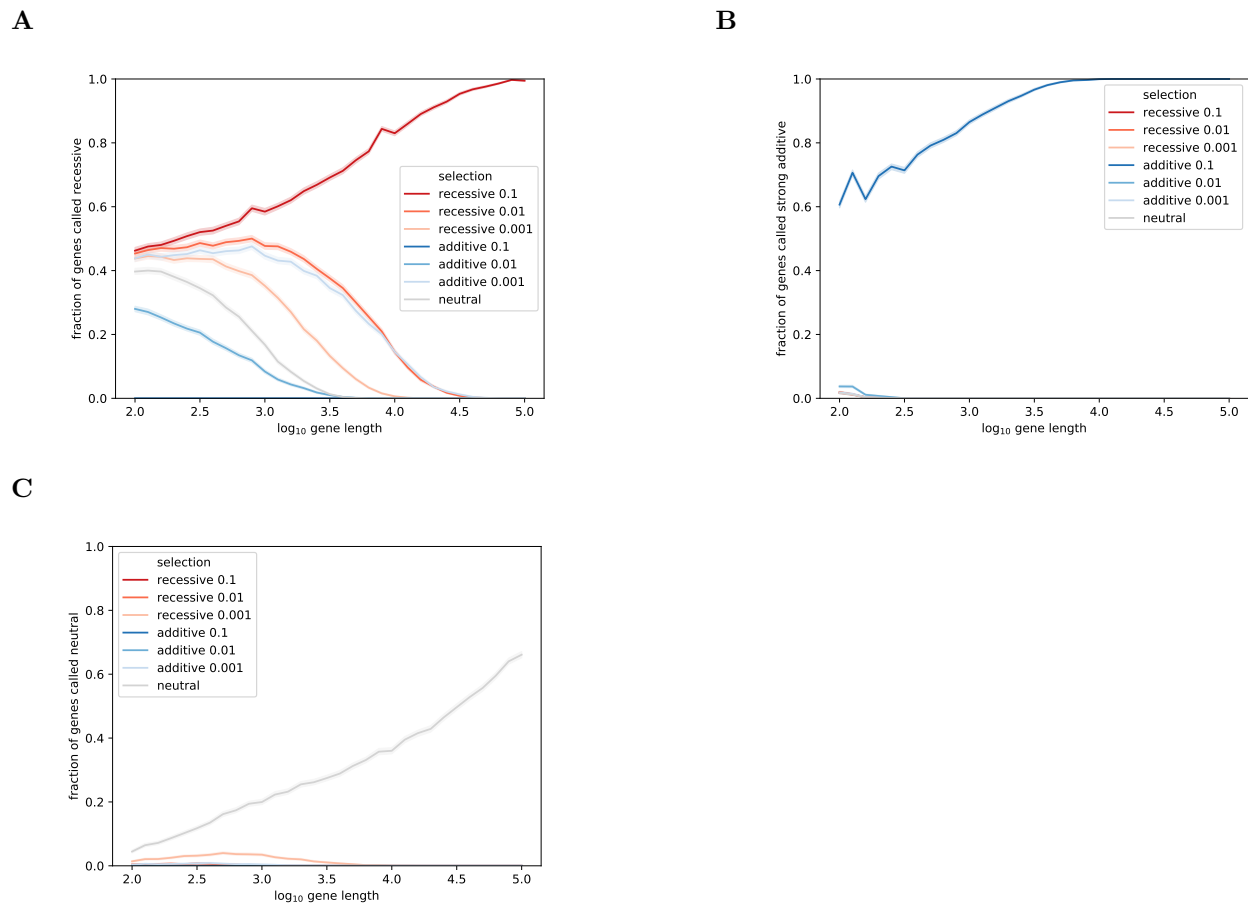 A
fraction of genes called recessive
1.0
0.8
0.6
0.4
0.2
0.0
selection
recessive 0.1
recessive 0.01
recessive 0.001
additive 0.1
additive 0.01
additive 0.001
neutral
2.0 2.5 3.0 3.5 4.0 4.5 5.0
log₁₀ gene length
B
fraction of genes called strong additive
1.0
0.8
0.6
0.4
0.2
0.0
selection
recessive 0.1
recessive 0.01
recessive 0.001
additive 0.1
additive 0.01
additive 0.001
neutral
2.0 2.5 3.0 3.5 4.0 4.5 5.0
log₁₀ gene length
C
fraction of genes called neutral
1.0
0.8
0.6
0.4
0.2
0.0
selection
recessive 0.1
recessive 0.01
recessive 0.001
additive 0.1
additive 0.01
additive 0.001
neutral
2.0 2.5 3.0 3.5 4.0 4.5 5.0
log₁₀ gene length